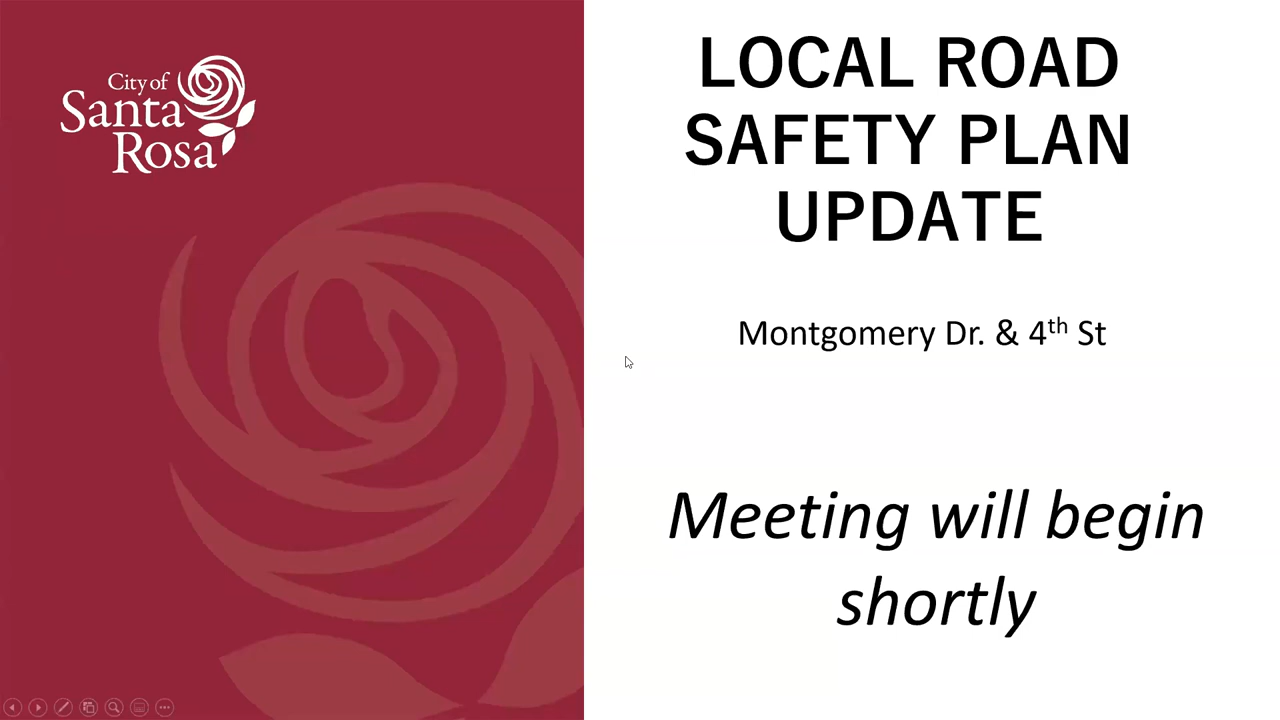 City of
Santa
Rosa
LOCAL ROAD
SAFETY PLAN
UPDATE
Montgomery Dr. & 4th St
Meeting will begin
shortly